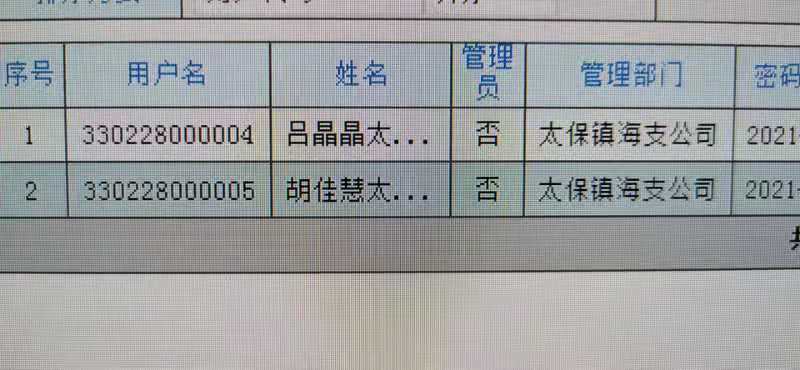 序号 用户名 姓名 管理员 管理部门 密码
1 330228000004 吕晶晶太... 否 太保镇海支公司 2021-
2 330228000005 胡佳慧太... 否 太保镇海支公司 2021-